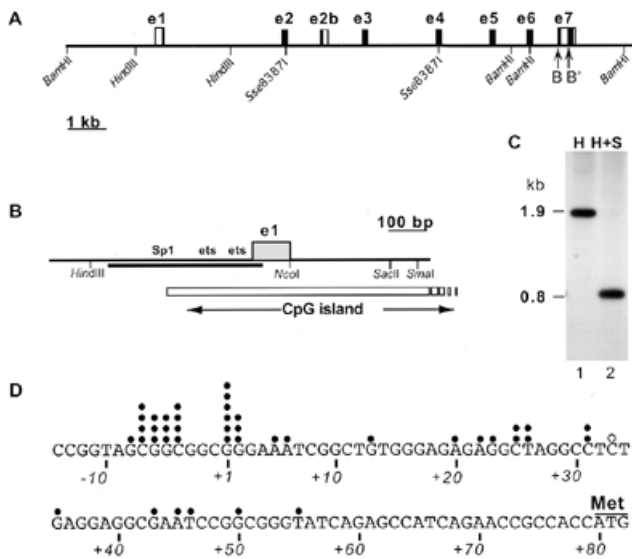 A
e1 e2 e2b e3 e4 e5 e6 e7
BamHI HindIII HindIII Sse8387I Sse8387I BamHI BamHI B B' BamHI
1 kb
C H H+S
kb
1.9
0.8
1 2
B
100 bp
e1
Sp1 ets ets
HindIII NcoI SacII SmaI
CpG island
D
CCGGTAGCGGCGGCGGGAAATCGGCTGTGGGAGAGAGGCTAGGCCTCT
-10 +1 +10 +20 +30
Met
GAGGAGGCGAATCCGGCGGGTATCAGAGCCATCAGAACCGCCACCATG
+40 +50 +60 +70 +80